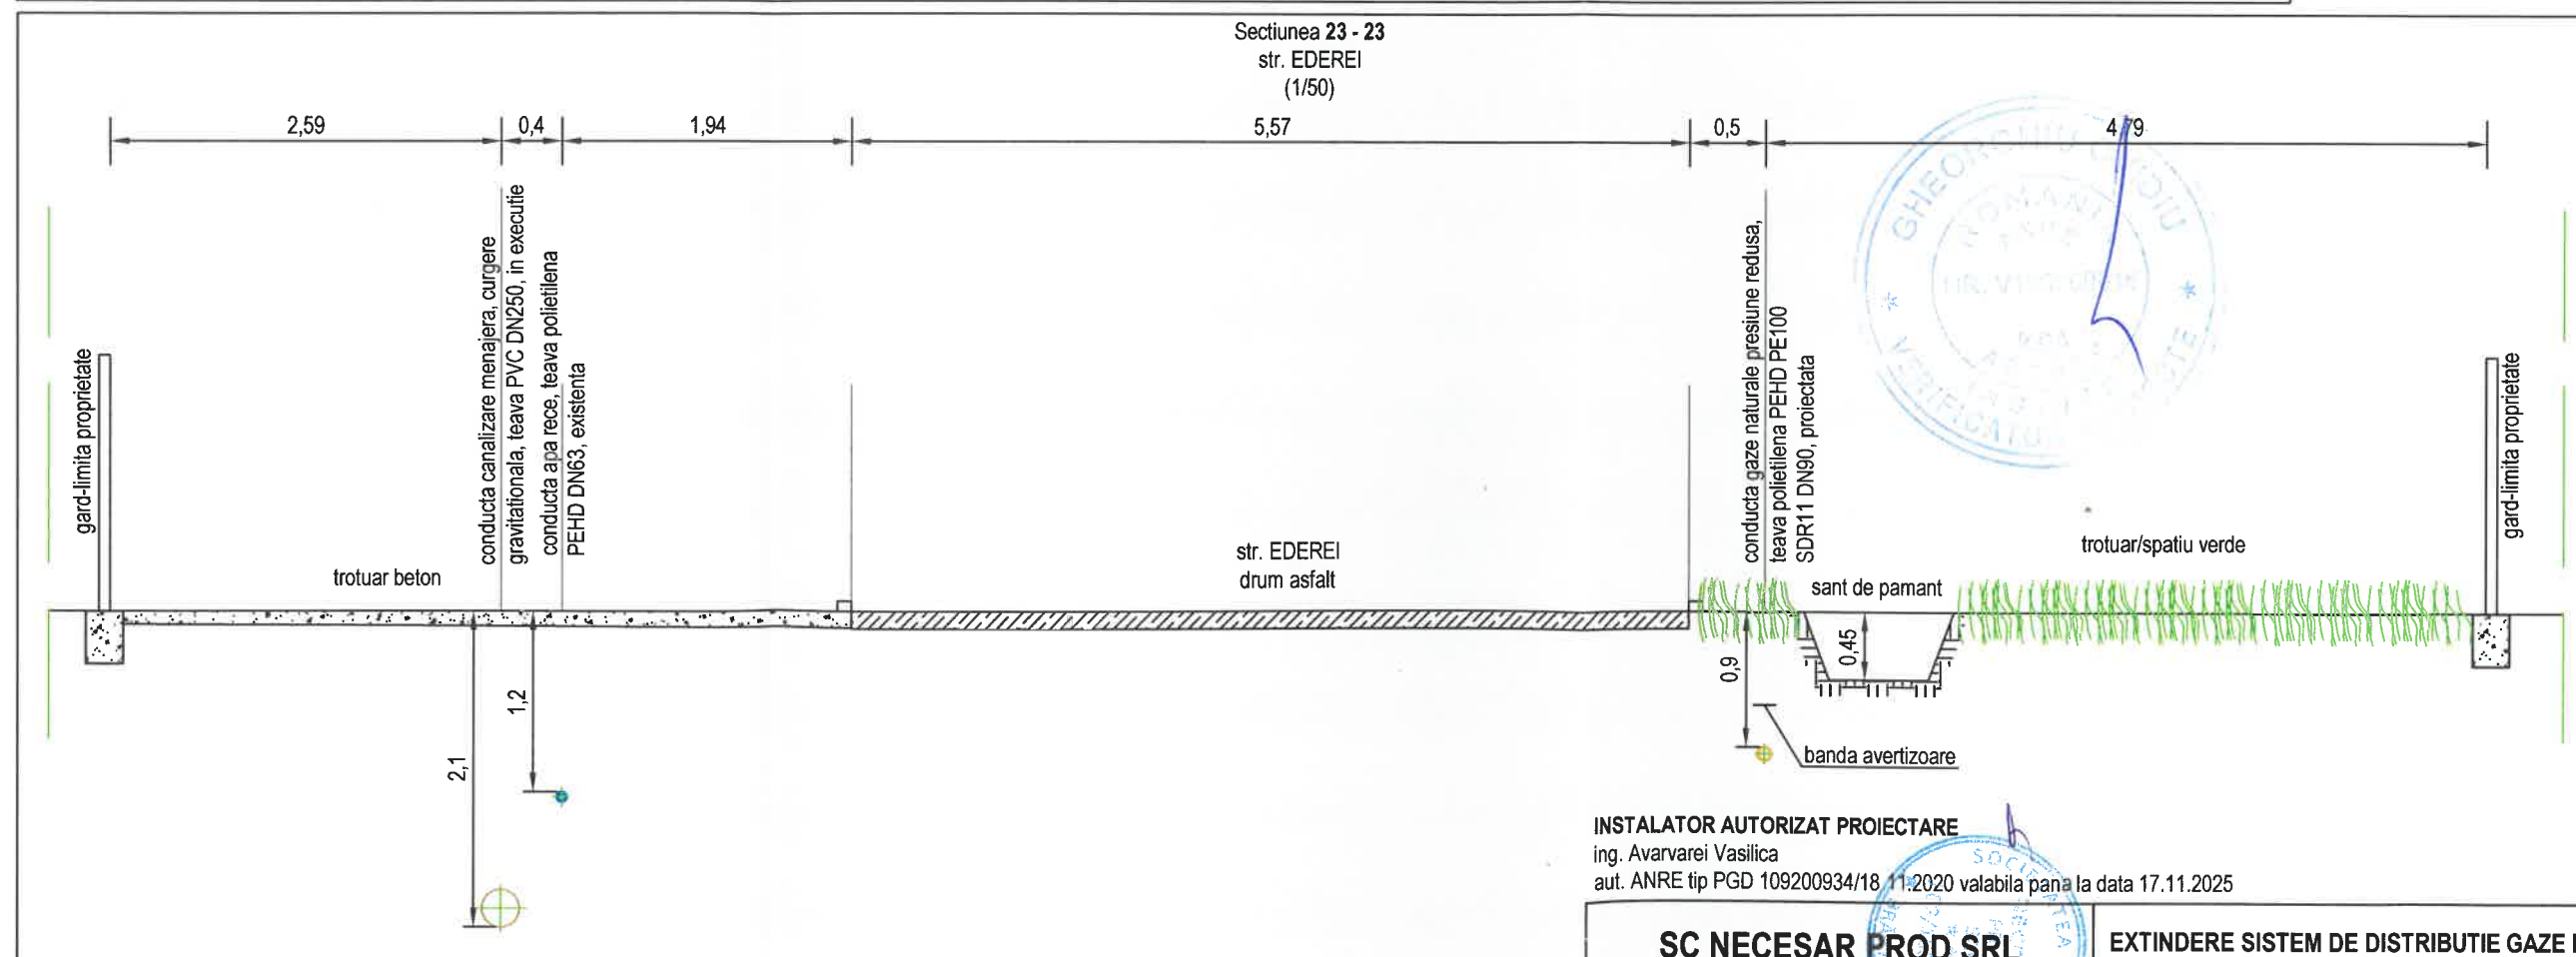 Sectiunea 23 - 23
str. EDEREI
(1/50)
2,59
0,4
1,94
5,57
0,5
4,79
gard-limita proprietate
conducta canalizare menajera, curgere
gravitationala, teava PVC DN250, in executie
conducta apa rece, teava polietilena
PEHD DN63, existenta
conducta gaze naturale presiune redusa,
teava polietilena PEHD PE100
SDR11 DN90, proiectata
gard-limita proprietate
trotuar beton
str. EDEREI
drum asfalt
sant de pamant
trotuar/spatiu verde
2,1
1,2
0,9
0,45
banda avertizoare
GHEORGHIU
VERIFICATOR
INSTALATOR AUTORIZAT PROIECTARE
ing. Avarvarei Vasilica
aut. ANRE tip PGD 109200934/18.11.2020 valabila pana la data 17.11.2025
SOCIETATEA
SC NECESAR PROD SRL
EXTINDERE SISTEM DE DISTRIBUTIE GAZE